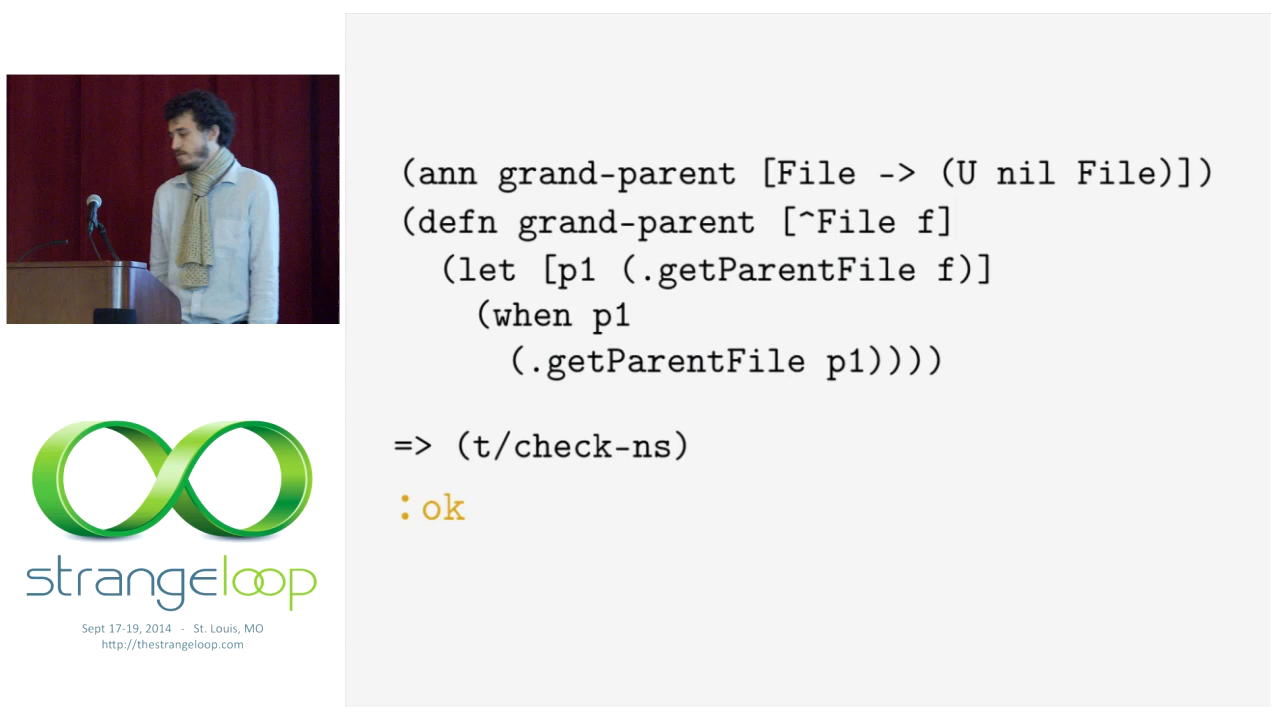 (ann grand-parent [File -> (U nil File)])
(defn grand-parent [^File f]
(let [p1 (.getParentFile f)]
(when p1
(.getParentFile p1))))
=> (t/check-ns)
:ok
strangeloop
Sept 17-19, 2014 - St. Louis, MO
http://thestrangeloop.com